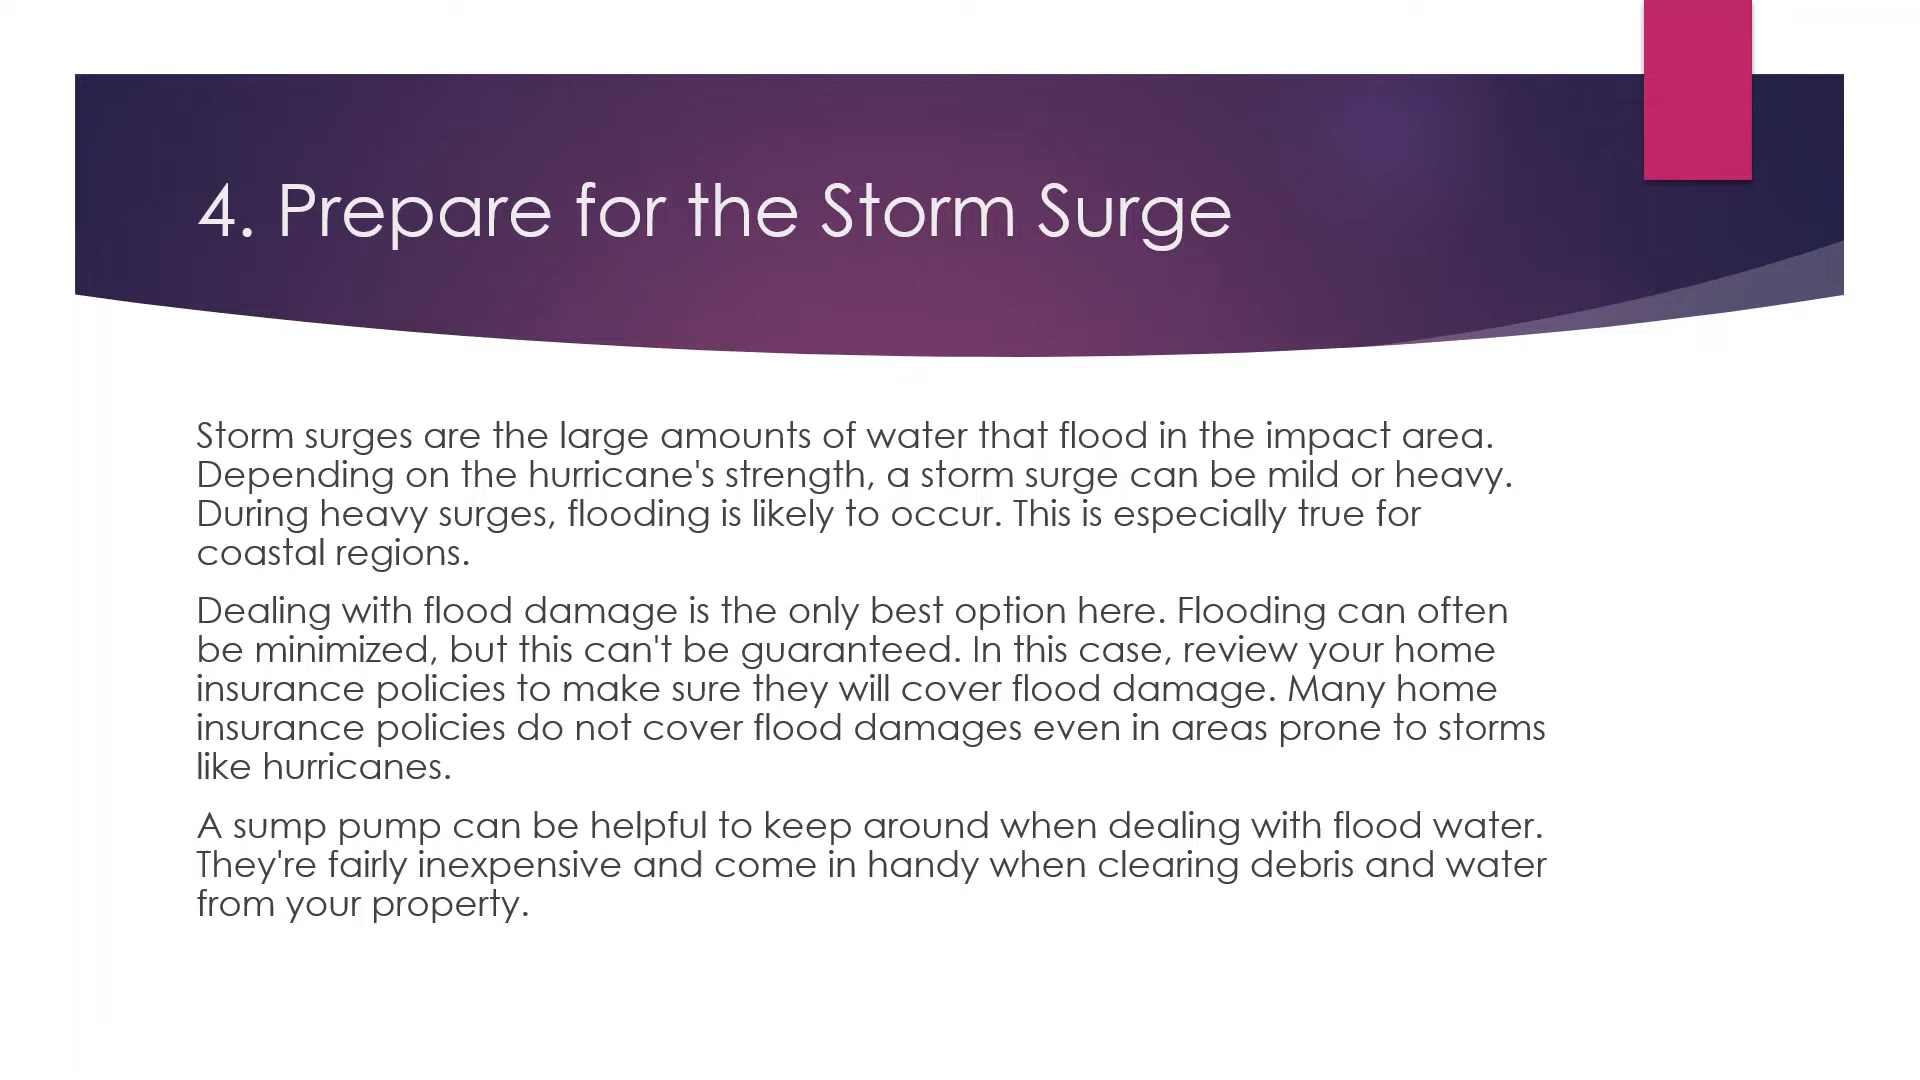 4. Prepare for the Storm Surge
Storm surges are the large amounts of water that flood in the impact area.
Depending on the hurricane's strength, a storm surge can be mild or heavy.
During heavy surges, flooding is likely to occur. This is especially true for
coastal regions.
Dealing with flood damage is the only best option here. Flooding can often
be minimized, but this can't be guaranteed. In this case, review your home
insurance policies to make sure they will cover flood damage. Many home
insurance policies do not cover flood damages even in areas prone to storms
like hurricanes.
A sump pump can be helpful to keep around when dealing with flood water.
They're fairly inexpensive and come in handy when clearing debris and water
from your property.